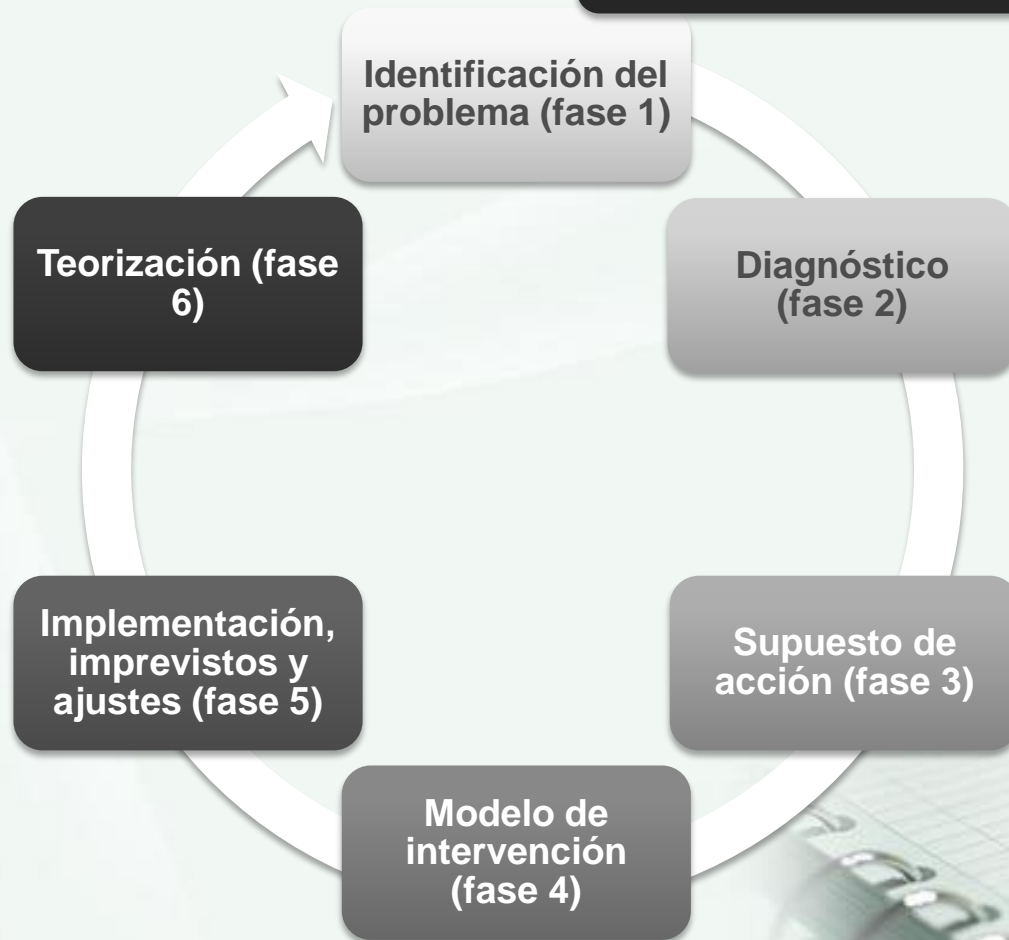 Identificación del
problema (fase 1)
Diagnóstico
(fase 2)
Supuesto de
acción (fase 3)
Modelo de
intervención
(fase 4)
Implementación,
imprevistos y
ajustes (fase 5)
Teorización (fase
6)